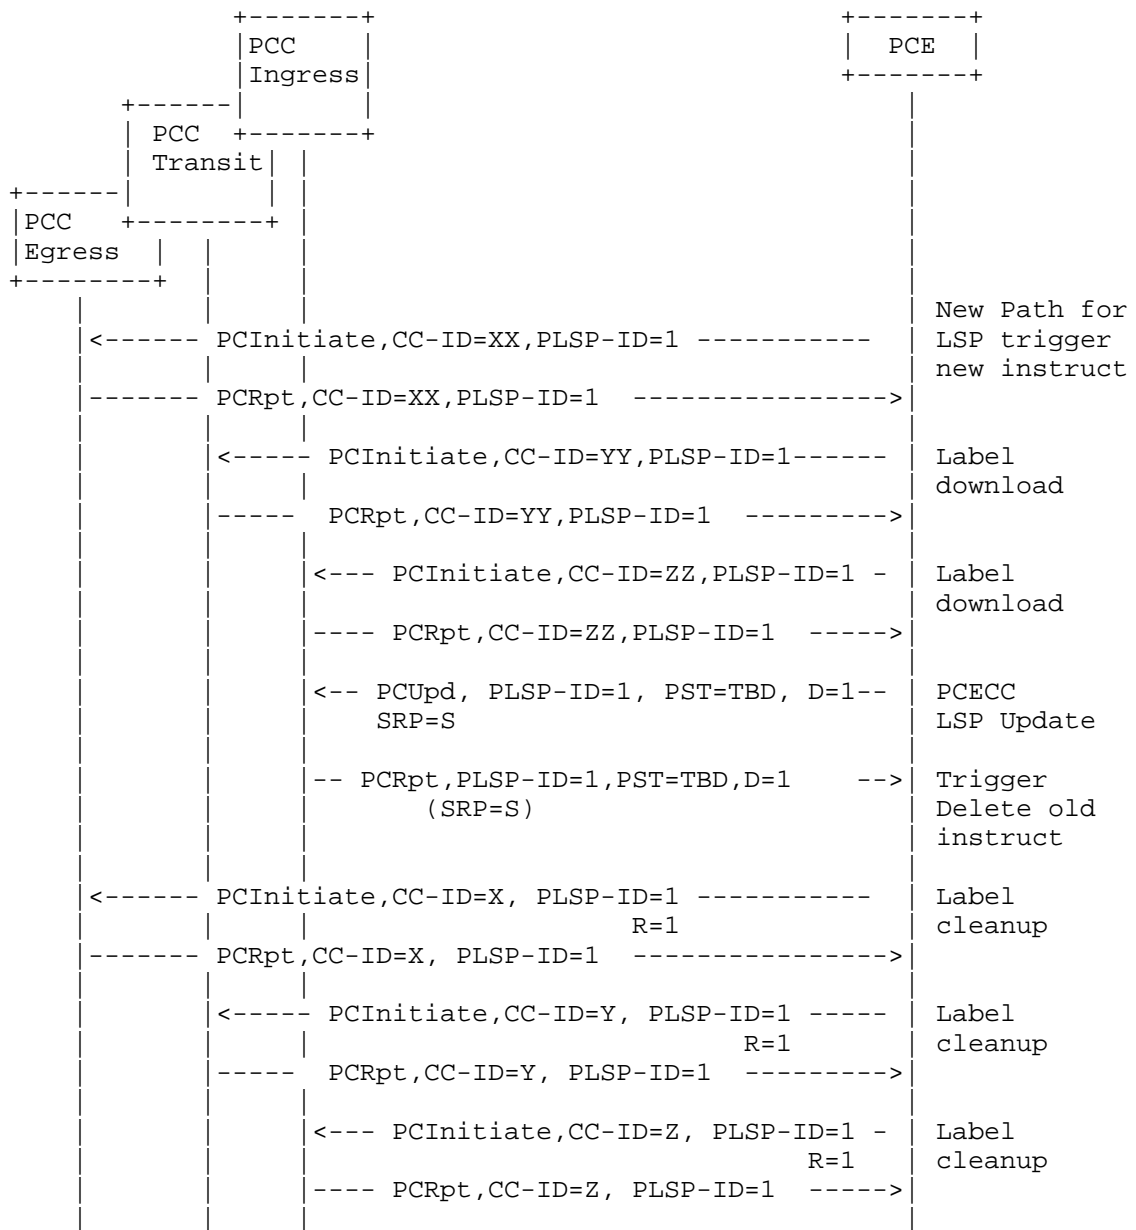 PCC
PCE
Ingress
PCC
Transit
PCC
Egress
New Path for
<------ PCInitiate,CC-ID=XX,PLSP-ID=1 ----------- LSP trigger
new instruct
------- PCRpt,CC-ID=XX,PLSP-ID=1 ---------------->
<----- PCInitiate,CC-ID=YY,PLSP-ID=1------ Label
download
----- PCRpt,CC-ID=YY,PLSP-ID=1 --------->
<--- PCInitiate,CC-ID=ZZ,PLSP-ID=1 - Label
download
---- PCRpt,CC-ID=ZZ,PLSP-ID=1 ----->
<-- PCUpd, PLSP-ID=1, PST=TBD, D=1-- PCECC
SRP=S LSP Update
-- PCRpt,PLSP-ID=1,PST=TBD,D=1 --> Trigger
(SRP=S) Delete old
instruct
<------ PCInitiate,CC-ID=X, PLSP-ID=1 ----------- Label
R=1 cleanup
------- PCRpt,CC-ID=X, PLSP-ID=1 ---------------->
<----- PCInitiate,CC-ID=Y, PLSP-ID=1 ----- Label
R=1 cleanup
----- PCRpt,CC-ID=Y, PLSP-ID=1 --------->
<--- PCInitiate,CC-ID=Z, PLSP-ID=1 - Label
R=1 cleanup
---- PCRpt,CC-ID=Z, PLSP-ID=1 ----->